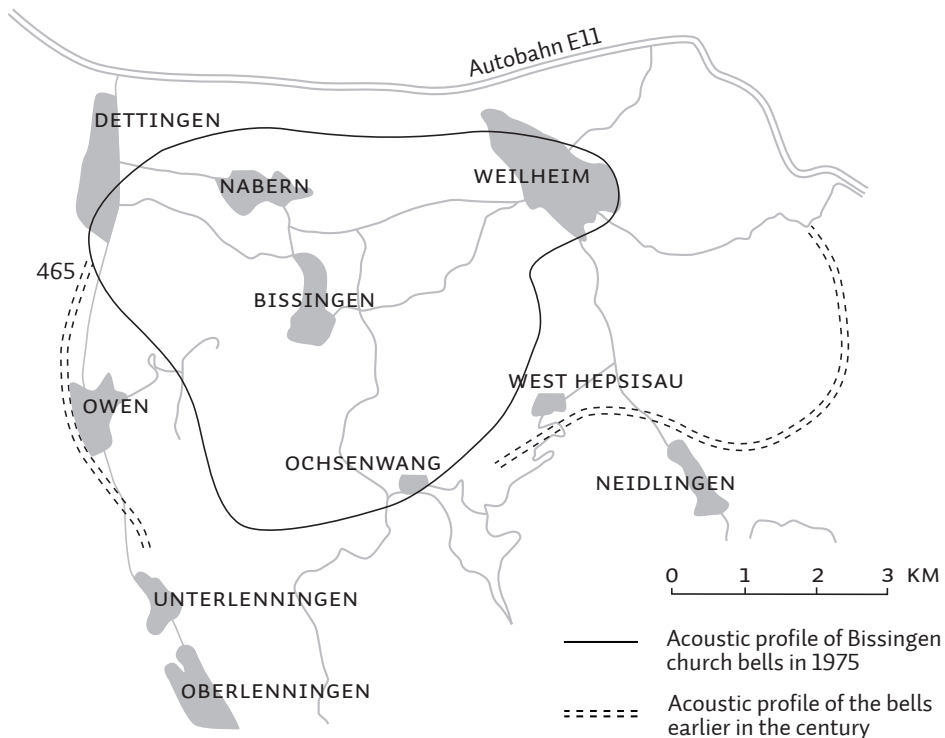 Autobahn E11
DETTINGEN
NABERN
WEILHEIM
465
BISSINGEN
WEST HEPSISAU
OWEN
OCHSENWANG
NEIDLINGEN
0 1 2 3 KM
UNTERLENNINGEN
Acoustic profile of Bissingen
church bells in 1975
OBERLENNINGEN
Acoustic profile of the bells
earlier in the century